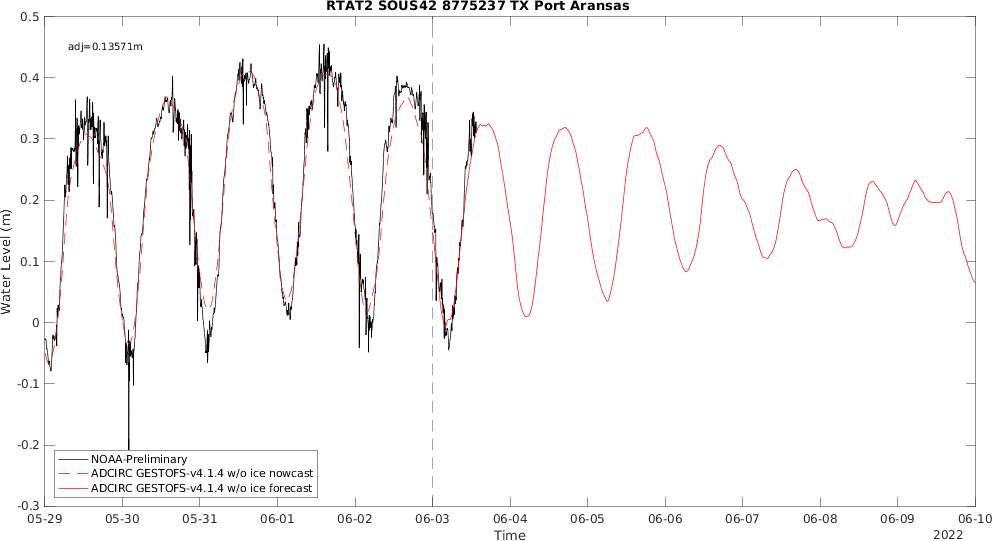 RTAT2 SOUS42 8775237 TX Port Aransas
adj=0.13571m
Water Level (m)
0.5
0.4
0.3
0.2
0.1
0
-0.1
-0.2
-0.3
NOAA-Preliminary
ADCIRC GESTOFS-v4.1.4 w/o ice nowcast
ADCIRC GESTOFS-v4.1.4 w/o ice forecast
05-29 05-30 05-31 06-01 06-02 06-03 06-04 06-05 06-06 06-07 06-08 06-09 06-10
Time
2022